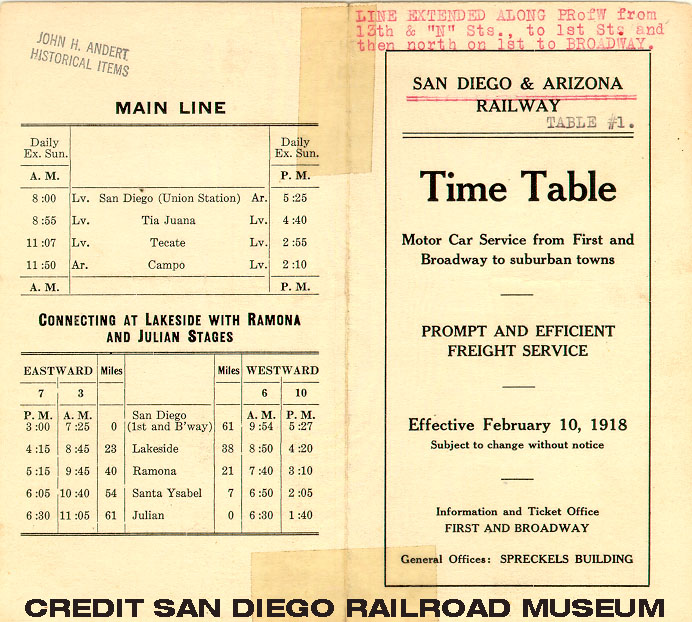 JOHN H. ANDERT
HISTORICAL ITEMS
MAIN LINE
Daily Ex. Sun. Daily Ex. Sun.
A. M. P. M.
8:00 Lv. San Diego (Union Station) Ar. 5:25
8:55 Lv. Tia Juana Lv. 4:40
11:07 Lv. Tecate Lv. 2:55
11:50 Ar. Campo Lv. 2:10
A. M. P. M.
CONNECTING AT LAKESIDE WITH RAMONA
AND JULIAN STAGES
EASTWARD Miles Miles WESTWARD
7 3 6 10
P. M. A. M. San Diego A. M. P. M.
3:00 7:25 0 (1st and B'way) 61 9:54 5:27
4:15 8:45 23 Lakeside 38 8:50 4:20
5:15 9:45 40 Ramona 21 7:40 3:10
6:05 10:40 54 Santa Ysabel 7 6:50 2:05
6:30 11:05 61 Julian 0 6:30 1:40
LINE EXTENDED ALONG PRofW from
13th & "N" Sts., to 1st Sts and
then north on 1st to BROADWAY.
SAN DIEGO & ARIZONA
RAILWAY
TABLE #1.
Time Table
Motor Car Service from First and
Broadway to suburban towns
PROMPT AND EFFICIENT
FREIGHT SERVICE
Effective February 10, 1918
Subject to change without notice
Information and Ticket Office
FIRST AND BROADWAY
General Offices: SPRECKELS BUILDING
CREDIT SAN DIEGO RAILROAD MUSEUM